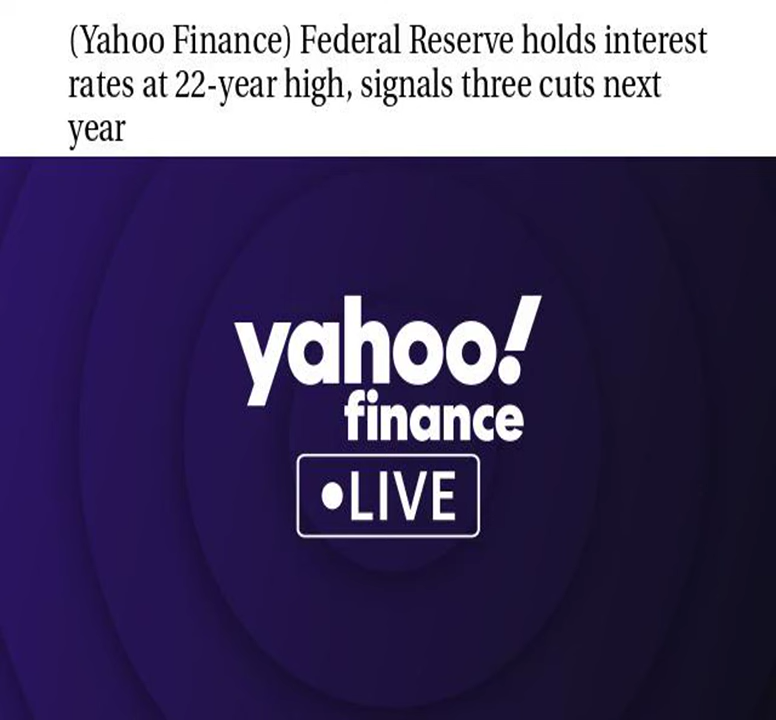 (Yahoo Finance) Federal Reserve holds interest
rates at 22-year high, signals three cuts next
year
yahoo!
finance
•LIVE